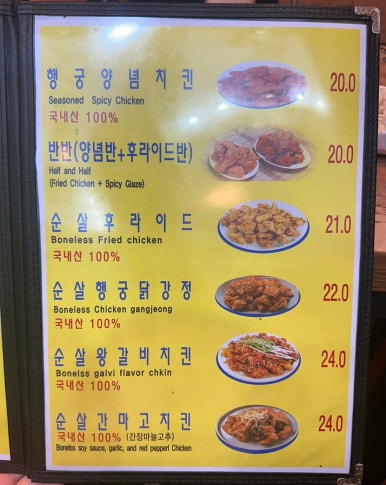 행궁양념치킨 20.0
Seasoned Spicy Chicken
국내산 100%
반반(양념반+후라이드반) 20.0
Half and Half
(Fried Chicken + Spicy Glaze)
순살후라이드 21.0
Boneless Fried chicken
국내산 100%
순살행궁닭강정 22.0
Boneless Chicken gangjeong
국내산 100%
순살왕갈비치킨 24.0
Bonelss galvi flavor chkin
국내산 100%
순살간마고치킨 24.0
국내산 100% (간장마늘고추)
Bonelss soy sauce, garlic, and red pepperl Chicken